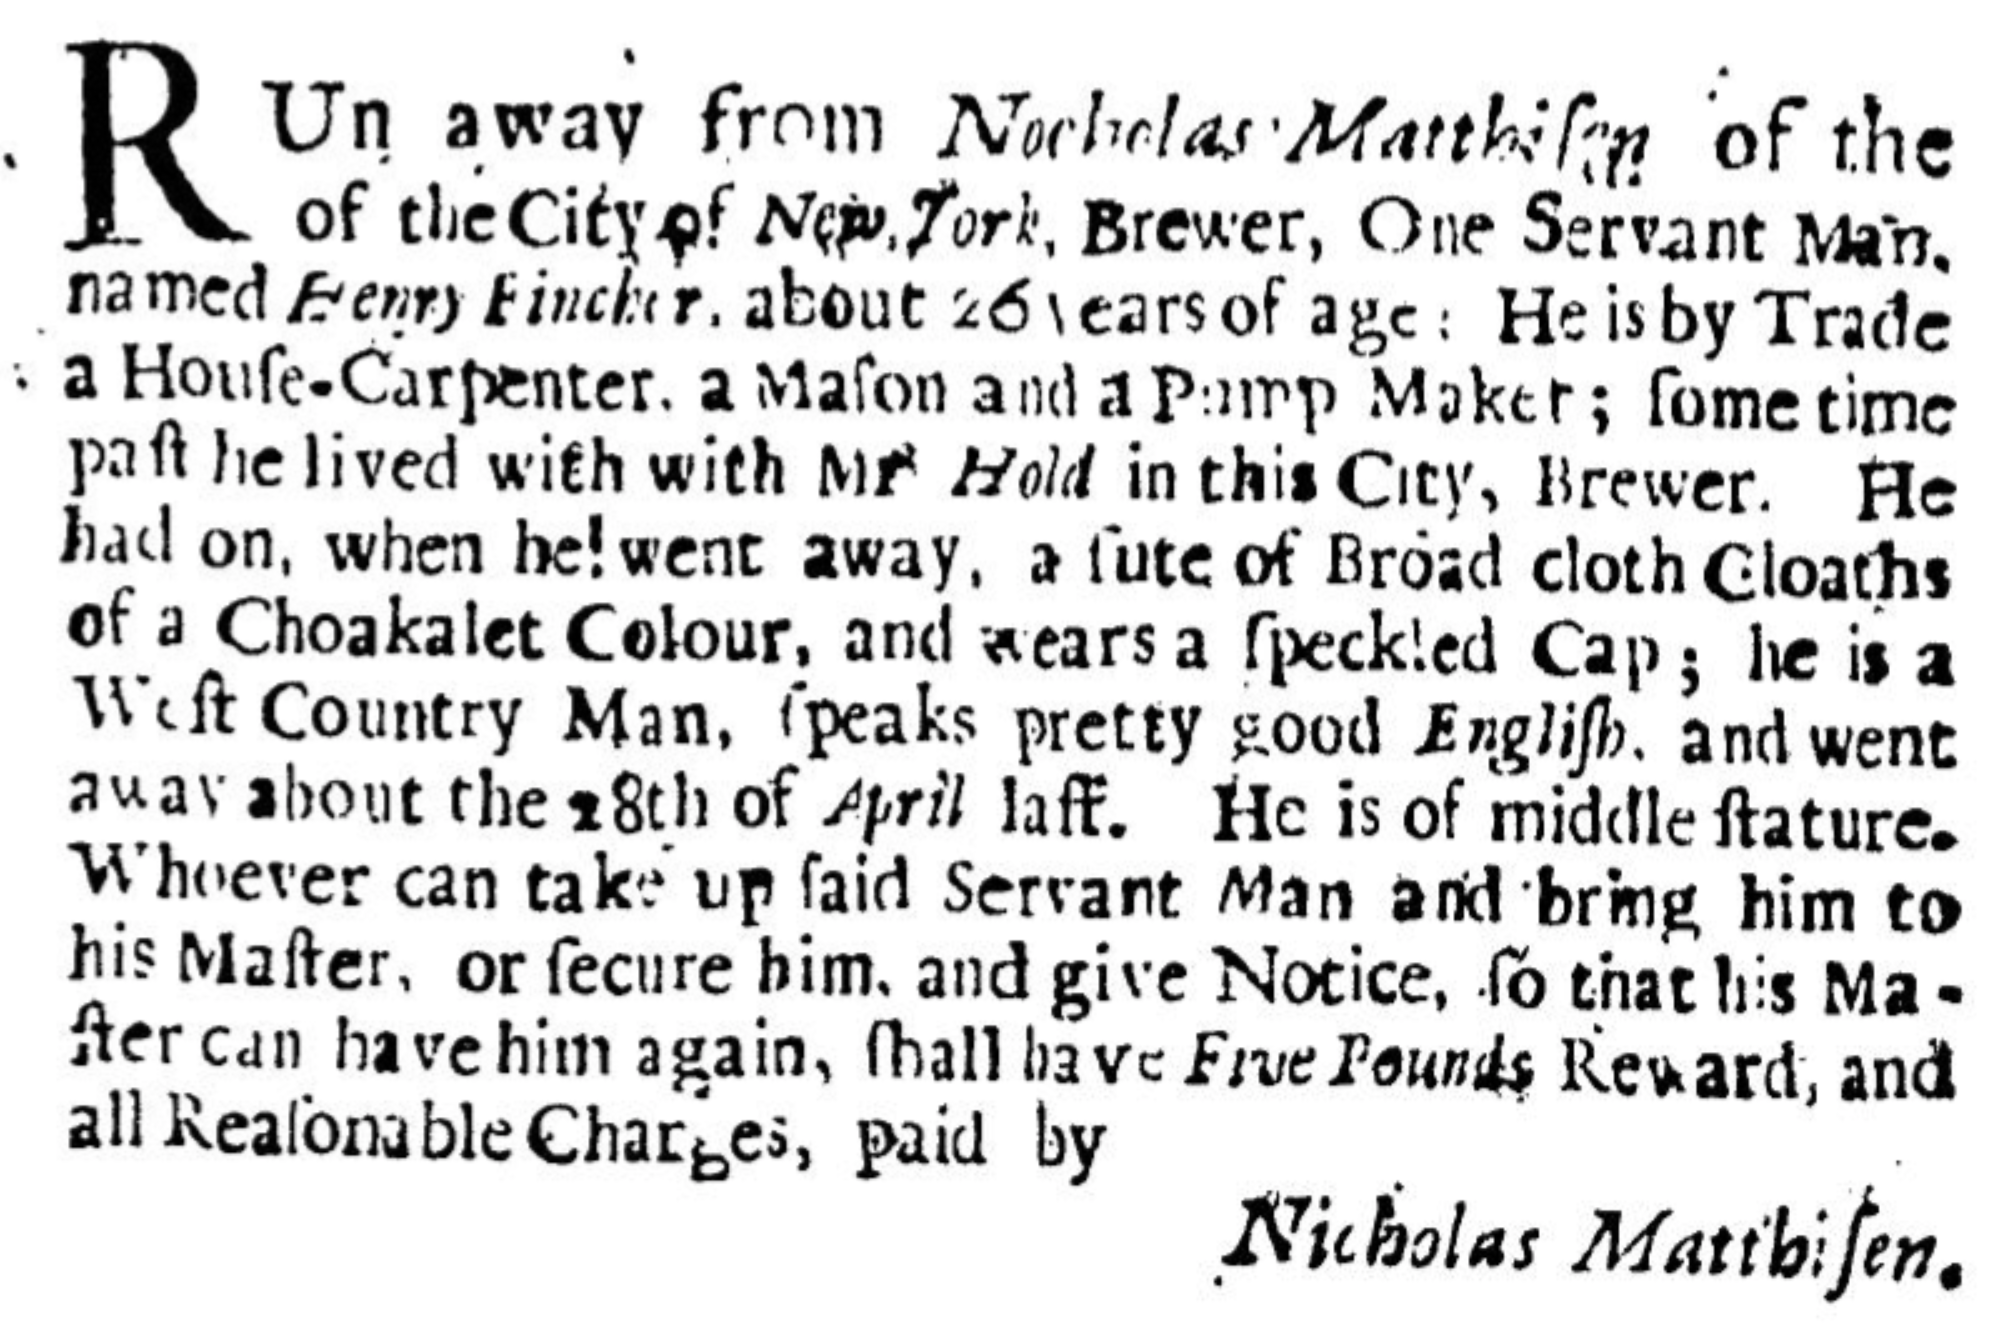 RUn away from Nocholas Matthiſen of the
of the City of New-York, Brewer, One Servant Man,
named Henry Fincher, about 26 Years of age: He is by Trade
a Houſe-Carpenter, a Maſon and a Pump Maker; ſome time
paſt he lived with with Mr Hold in this City, Brewer. He
had on, when he went away, a ſute of Broad cloth Cloaths
of a Choakalet Colour, and wears a ſpeckled Cap; he is a
Weſt Country Man, ſpeaks pretty good Engliſh, and went
away about the 28th of April laſt. He is of middle ſtature.
Whoever can take up ſaid Servant Man and bring him to
his Maſter, or ſecure him, and give Notice, ſo that his Ma-
ſter can have him again, ſhall have Five Pounds Reward, and
all Reaſonable Charges, paid by
Nicholas Matthiſen.